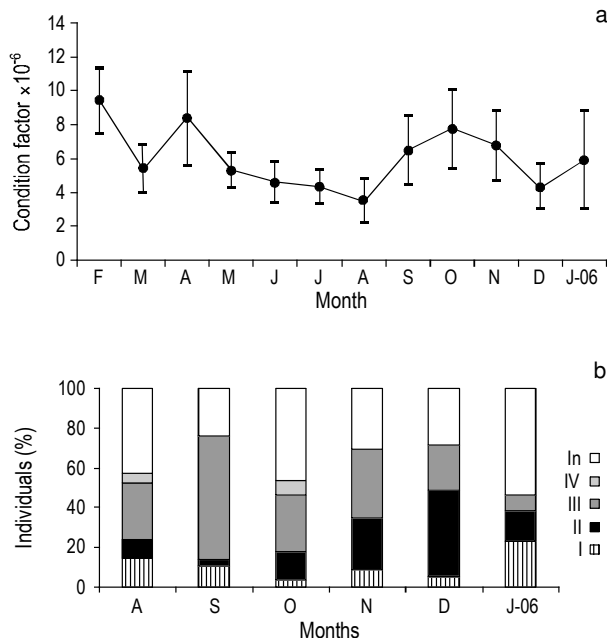 a
Condition factor ×10-6
14
12
10
8
6
4
2
0
F M A M J J A S O N D J-06
Month
b
Individuals (%)
100
80
60
40
20
0
A S O N D J-06
Months
In
IV
III
II
I